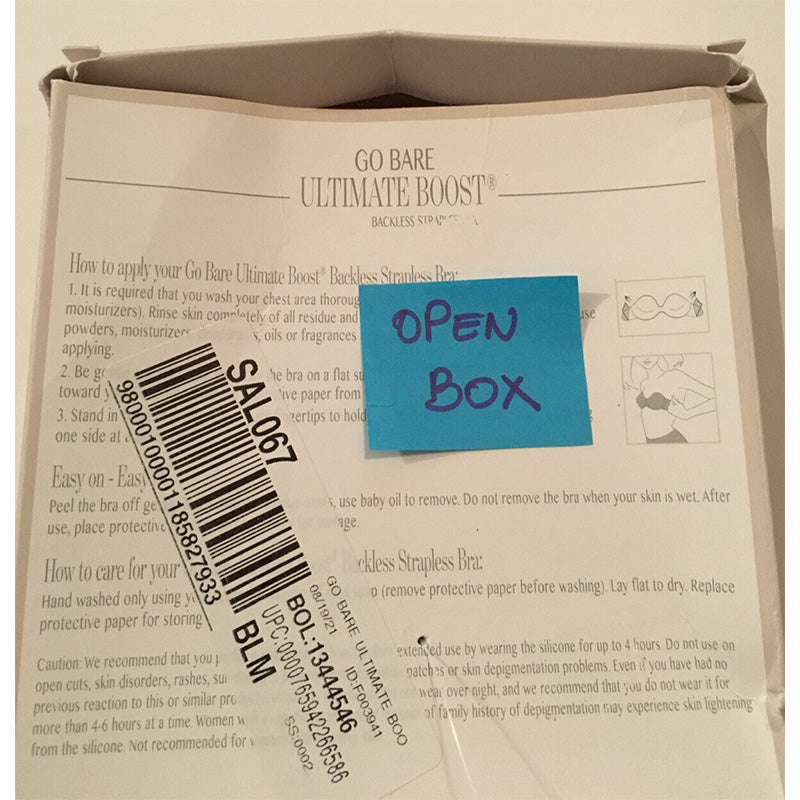 GO BARE
ULTIMATE BOOST®
BACKLESS
How to apply your Go Bare Ultimate Boost® Backless Strapless Bra:
1. It is required that you wash your chest area
moisturizers). Rinse skin completely of all residue and use
powders, moisturizers oils or fragrances
applying.
2. Be the bra on a flat
toward paper from
3. Stand in fingertips to hold
one side at
OPEN
BOX
Easy on - Easy
Peel the bra off , use baby oil to remove. Do not remove the bra when your skin is wet. After
use, place protective
How to care for your Backless Strapless Bra:
Hand washed only using (remove protective paper before washing). Lay flat to dry. Replace
protective paper for storing
Caution: We recommend that you extended use by wearing the silicone for up to 4 hours. Do not use on
open cuts, skin disorders, rashes, patches or skin depigmentation problems. Even if you have had no
previous reaction to this or similar wear over night, and we recommend that you do not wear it for
more than 4-6 hours at a time. Women of family history of depigmentation may experience skin lightening
from the silicone. Not recommended for
SAL067
98000100001185827933
BLM
GO BARE ULTIMATE BOO
08/19/21 ID:F003941
BOL:13444546
UPC:0000765942266586
SS:0002